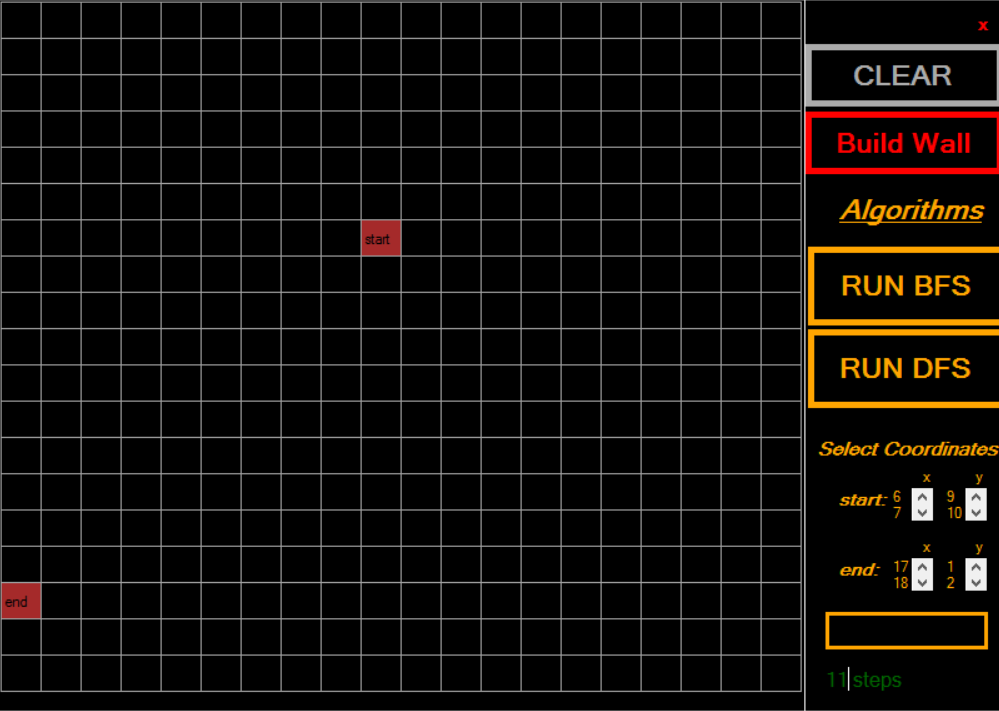 x
CLEAR
Build Wall
Algorithms
start
RUN BFS
RUN DFS
Select Coordinates
x y
start: 6 9
7 10
x y
end: 17 1
18 2
end
11 steps